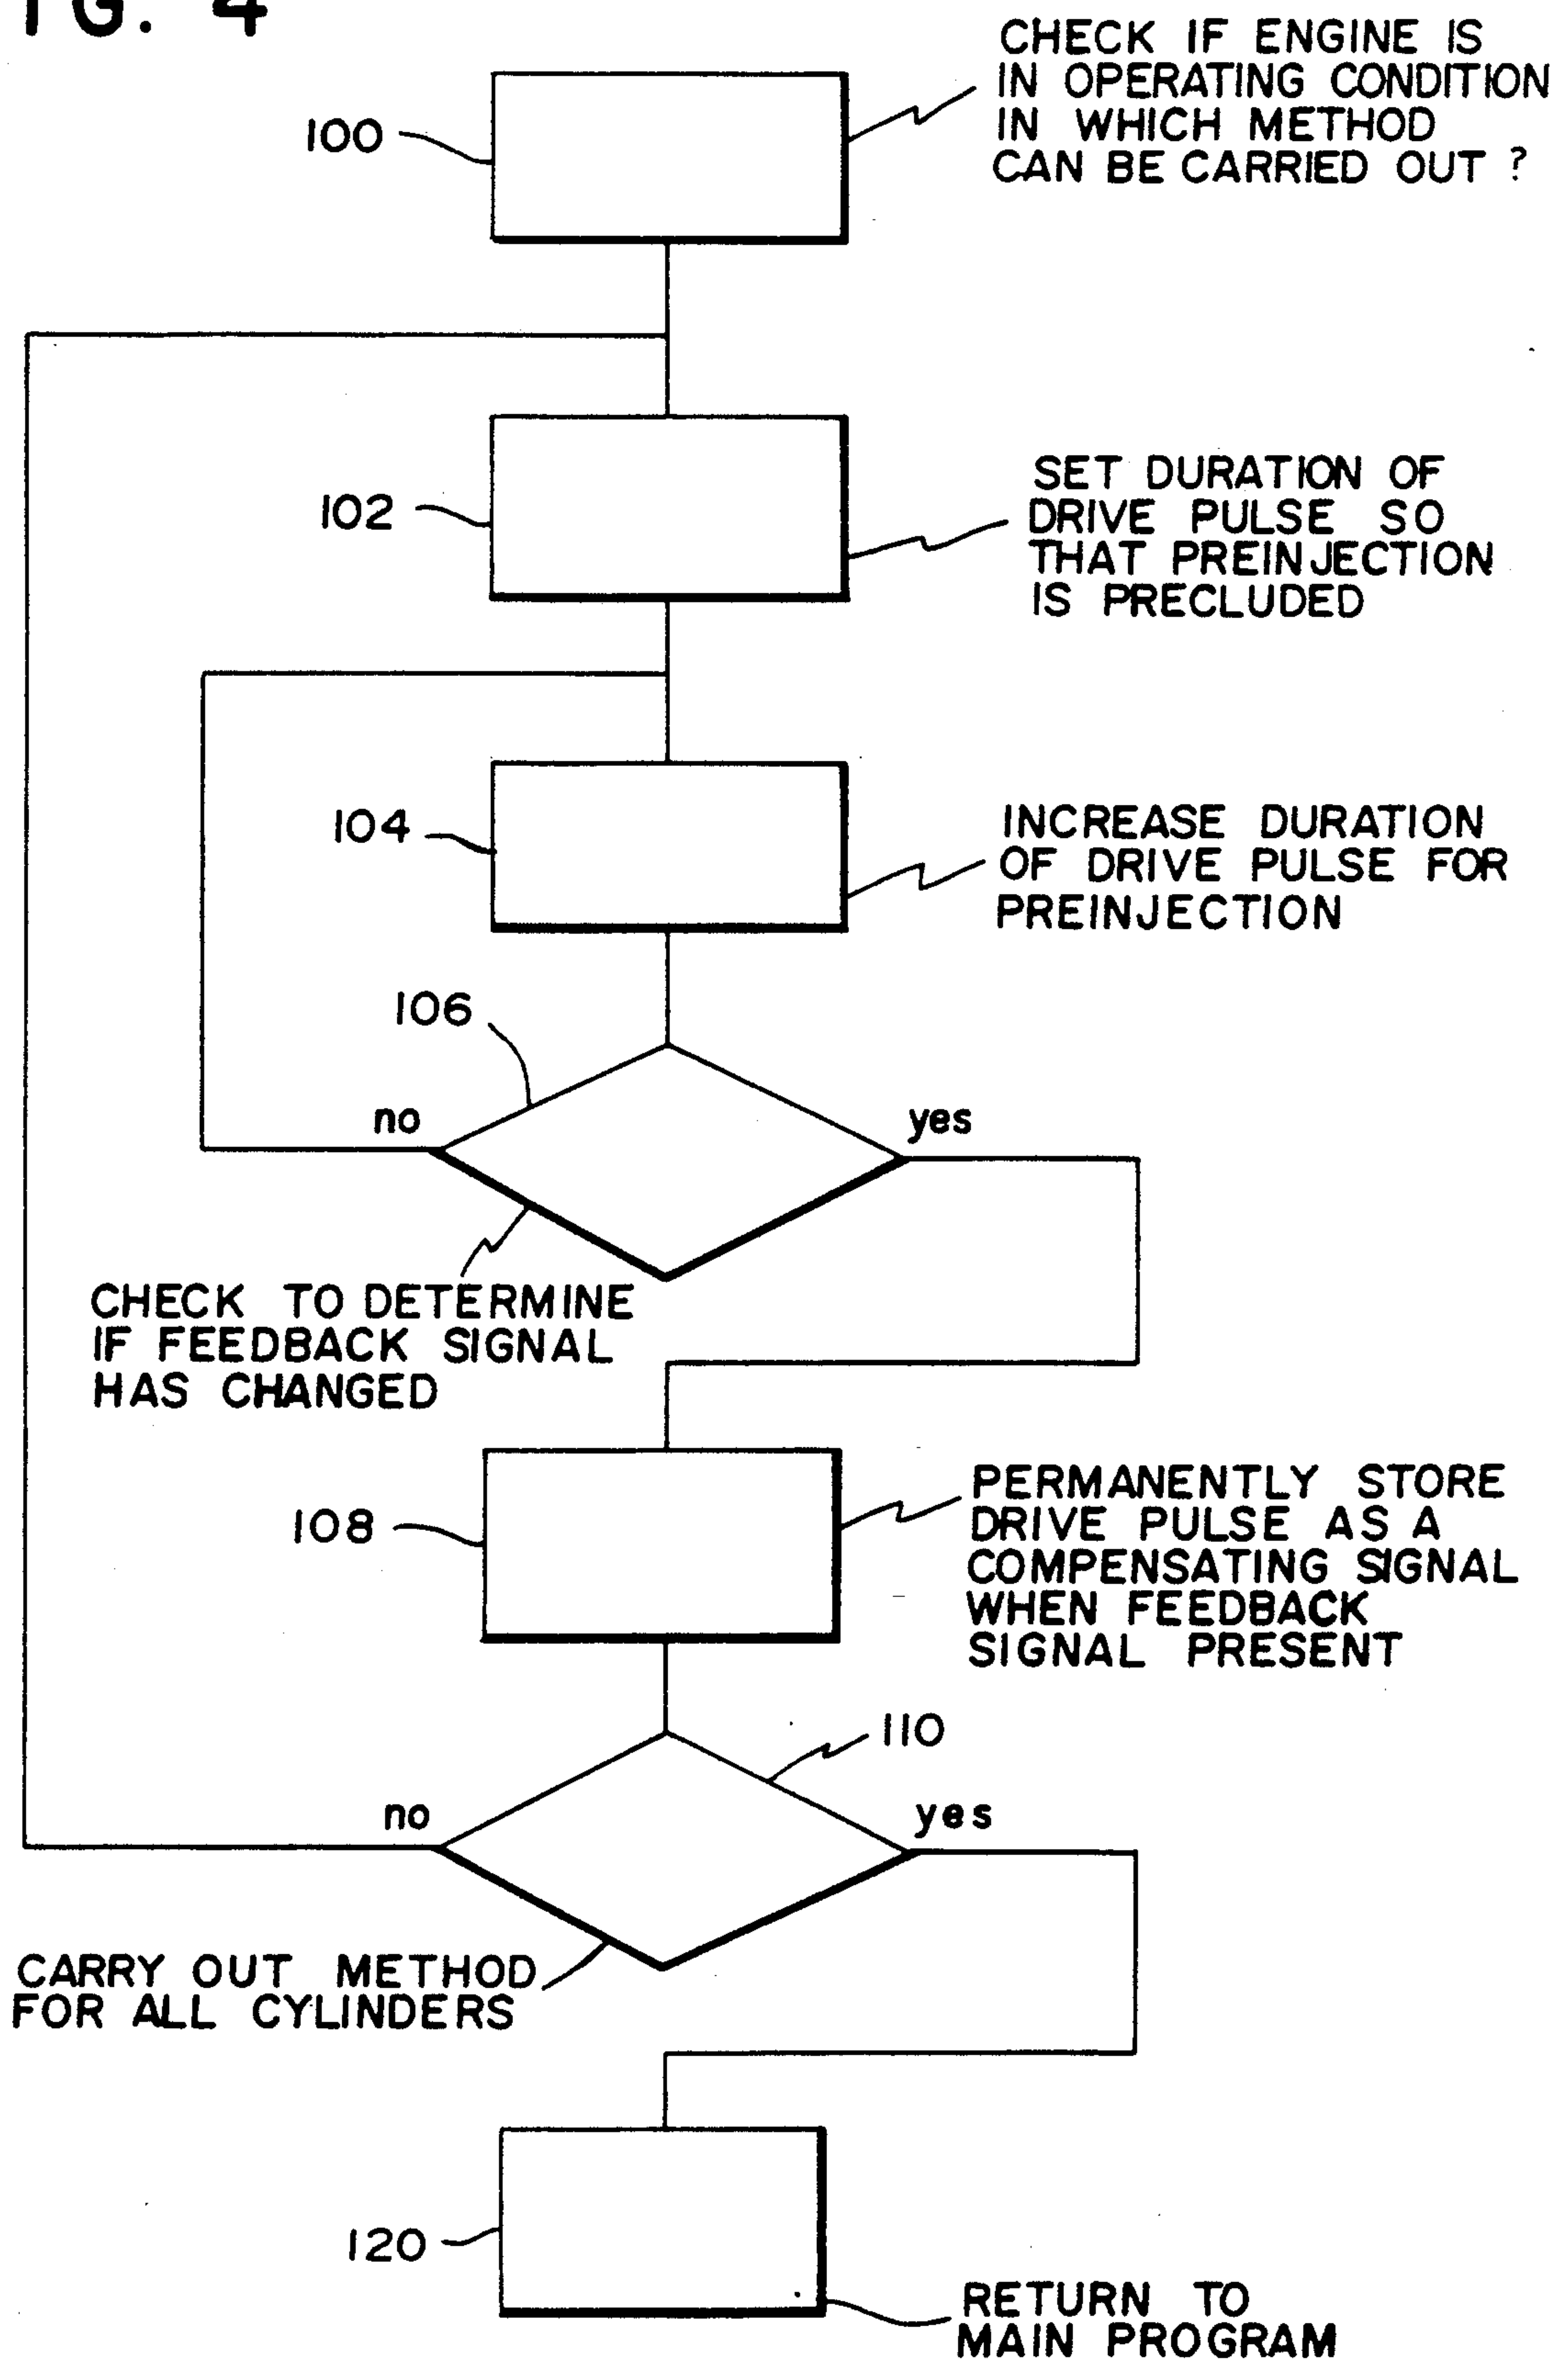 IG. 4
CHECK IF ENGINE IS
IN OPERATING CONDITION
IN WHICH METHOD
CAN BE CARRIED OUT ?
100
102
SET DURATION OF
DRIVE PULSE SO
THAT PREINJECTION
IS PRECLUDED
104
INCREASE DURATION
OF DRIVE PULSE FOR
PREINJECTION
106
no
yes
CHECK TO DETERMINE
IF FEEDBACK SIGNAL
HAS CHANGED
108
PERMANENTLY STORE
DRIVE PULSE AS A
COMPENSATING SIGNAL
WHEN FEEDBACK
SIGNAL PRESENT
110
no
yes
CARRY OUT METHOD
FOR ALL CYLINDERS
120
RETURN TO
MAIN PROGRAM